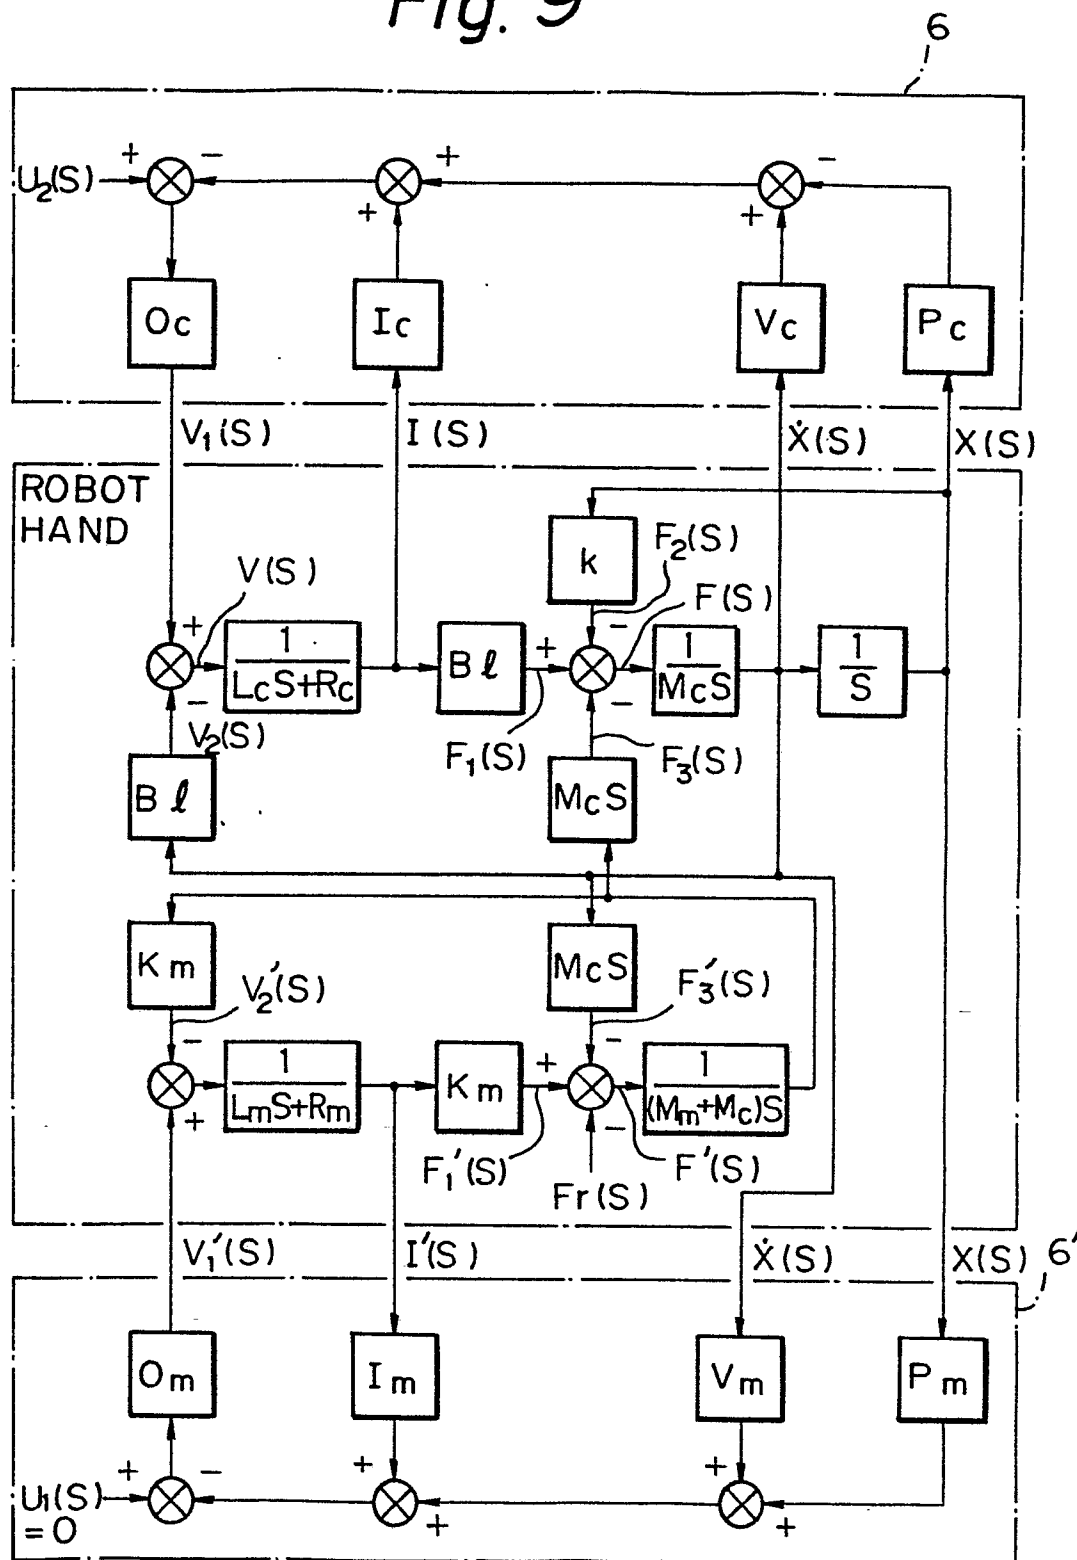 Fig. 9
6
U₂(S) + −
+
+
−
+
Oc
Ic
Vc
Pc
V₁(S)
I(S)
Ẋ(S)
X(S)
ROBOT
HAND
k
F₂(S)
V(S)
F(S)
+
1
LcS+Rc
Bℓ
+
−
1
McS
1
S
−
V₂(S)
F₁(S)
−
F₃(S)
Bℓ
McS
Km
McS
V₂′(S)
F₃′(S)
−
1
LmS+Rm
Km
+
−
1
(Mm+Mc)S
+
−
F₁′(S)
Fr(S)
F′(S)
V₁′(S)
I′(S)
Ẋ(S)
X(S)
6′
Om
Im
Vm
Pm
U₁(S)
=0
+
−
+
+
+
+